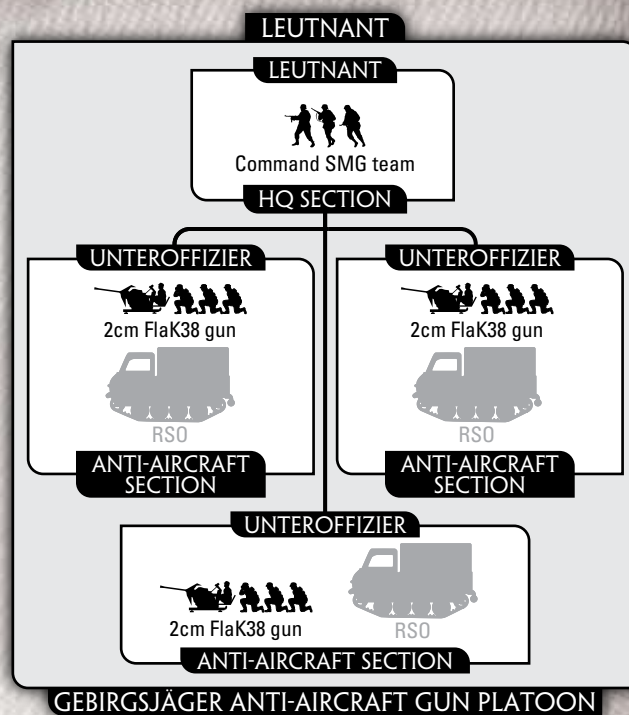 LEUTNANT
LEUTNANT
Command SMG team
HQ SECTION
UNTEROFFIZIER
2cm FlaK38 gun
RSO
ANTI-AIRCRAFT
SECTION
UNTEROFFIZIER
2cm FlaK38 gun
RSO
ANTI-AIRCRAFT
SECTION
UNTEROFFIZIER
2cm FlaK38 gun
RSO
ANTI-AIRCRAFT SECTION
GEBIRGSJÄGER ANTI-AIRCRAFT GUN PLATOON